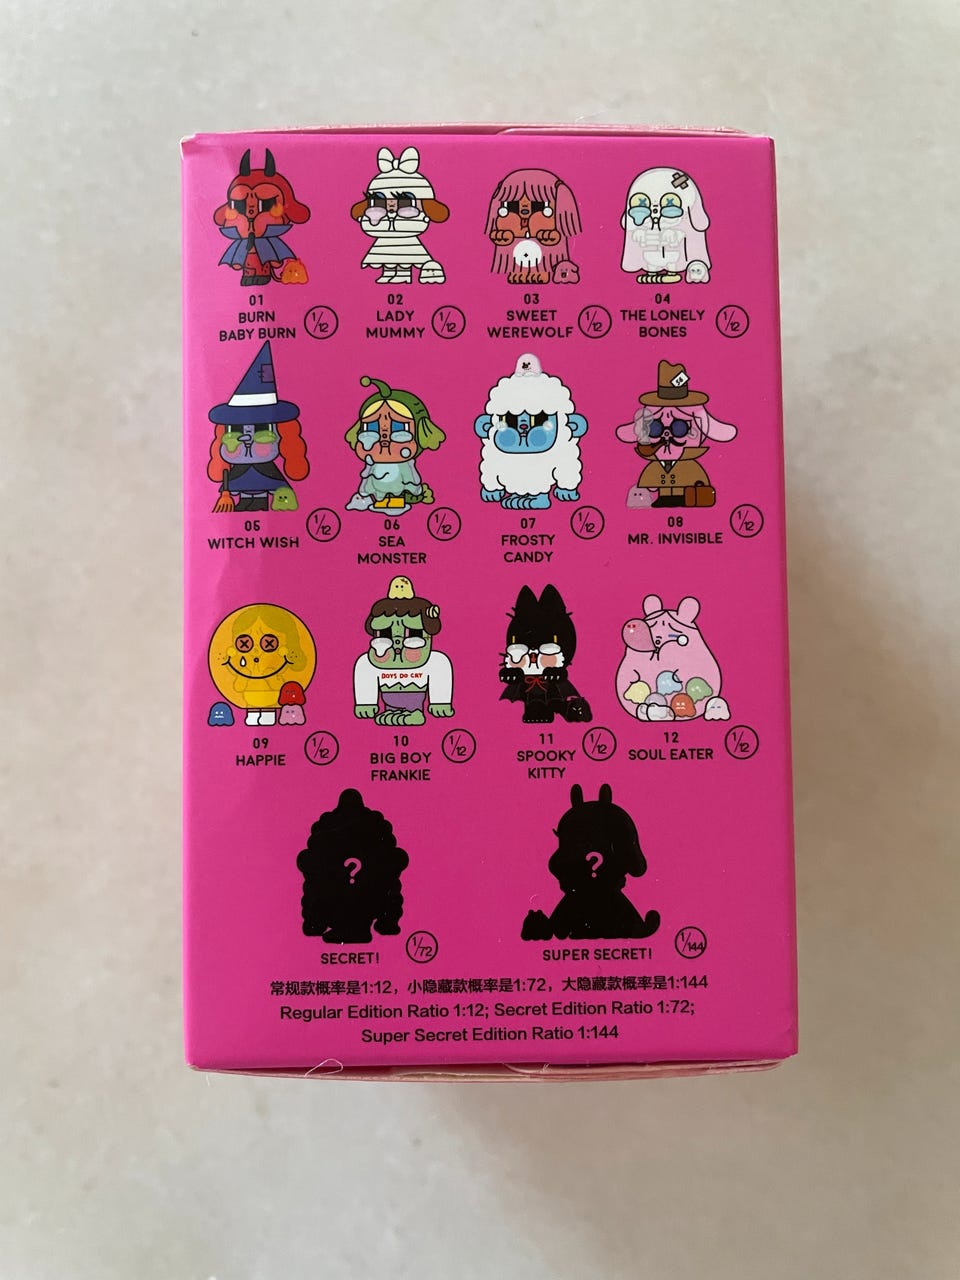 01
BURN
BABY BURN
1/12
02
LADY
MUMMY
1/12
03
SWEET
WEREWOLF
1/12
04
THE LONELY
BONES
1/12
05
WITCH WISH
1/12
06
SEA
MONSTER
1/12
07
FROSTY
CANDY
1/12
08
MR. INVISIBLE
1/12
09
HAPPIE
1/12
BOYS DO CRY
10
BIG BOY
FRANKIE
1/12
11
SPOOKY
KITTY
1/12
12
SOUL EATER
1/12
?
SECRET!
1/72
?
SUPER SECRET!
1/144
常规款概率是1:12，小隐藏款概率是1:72，大隐藏款概率是1:144
Regular Edition Ratio 1:12; Secret Edition Ratio 1:72;
Super Secret Edition Ratio 1:144